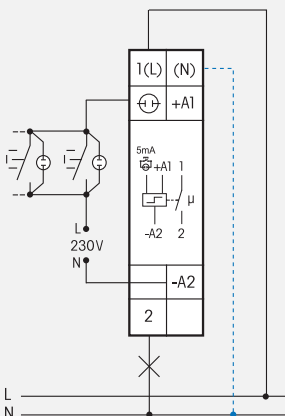 1(L) (N)
+A1
5mA
+A1 1
μ
L
230V
N
-A2 2
-A2
2
L
N